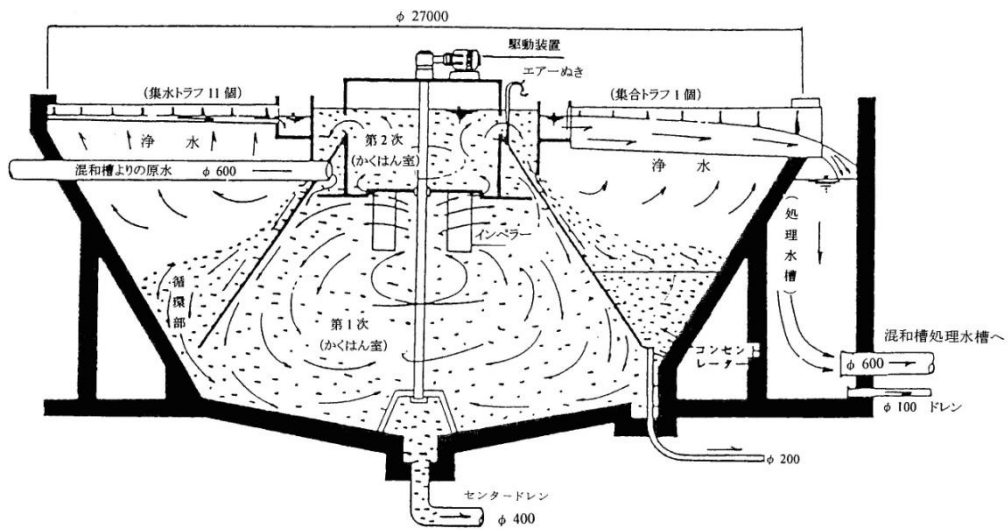 φ 27000
駆動装置
エアーぬき
(集水トラフ 11 個)
(集合トラフ 1 個)
浄 水
第 2 次
(かくはん室)
浄 水
混和槽よりの原水 φ 600
インペラー
(処理水槽)
循環部
第 1 次
(かくはん室)
コンセント
レーター
混和槽処理水槽へ
φ 600
φ 100 ドレン
φ 200
センタードレン
φ 400